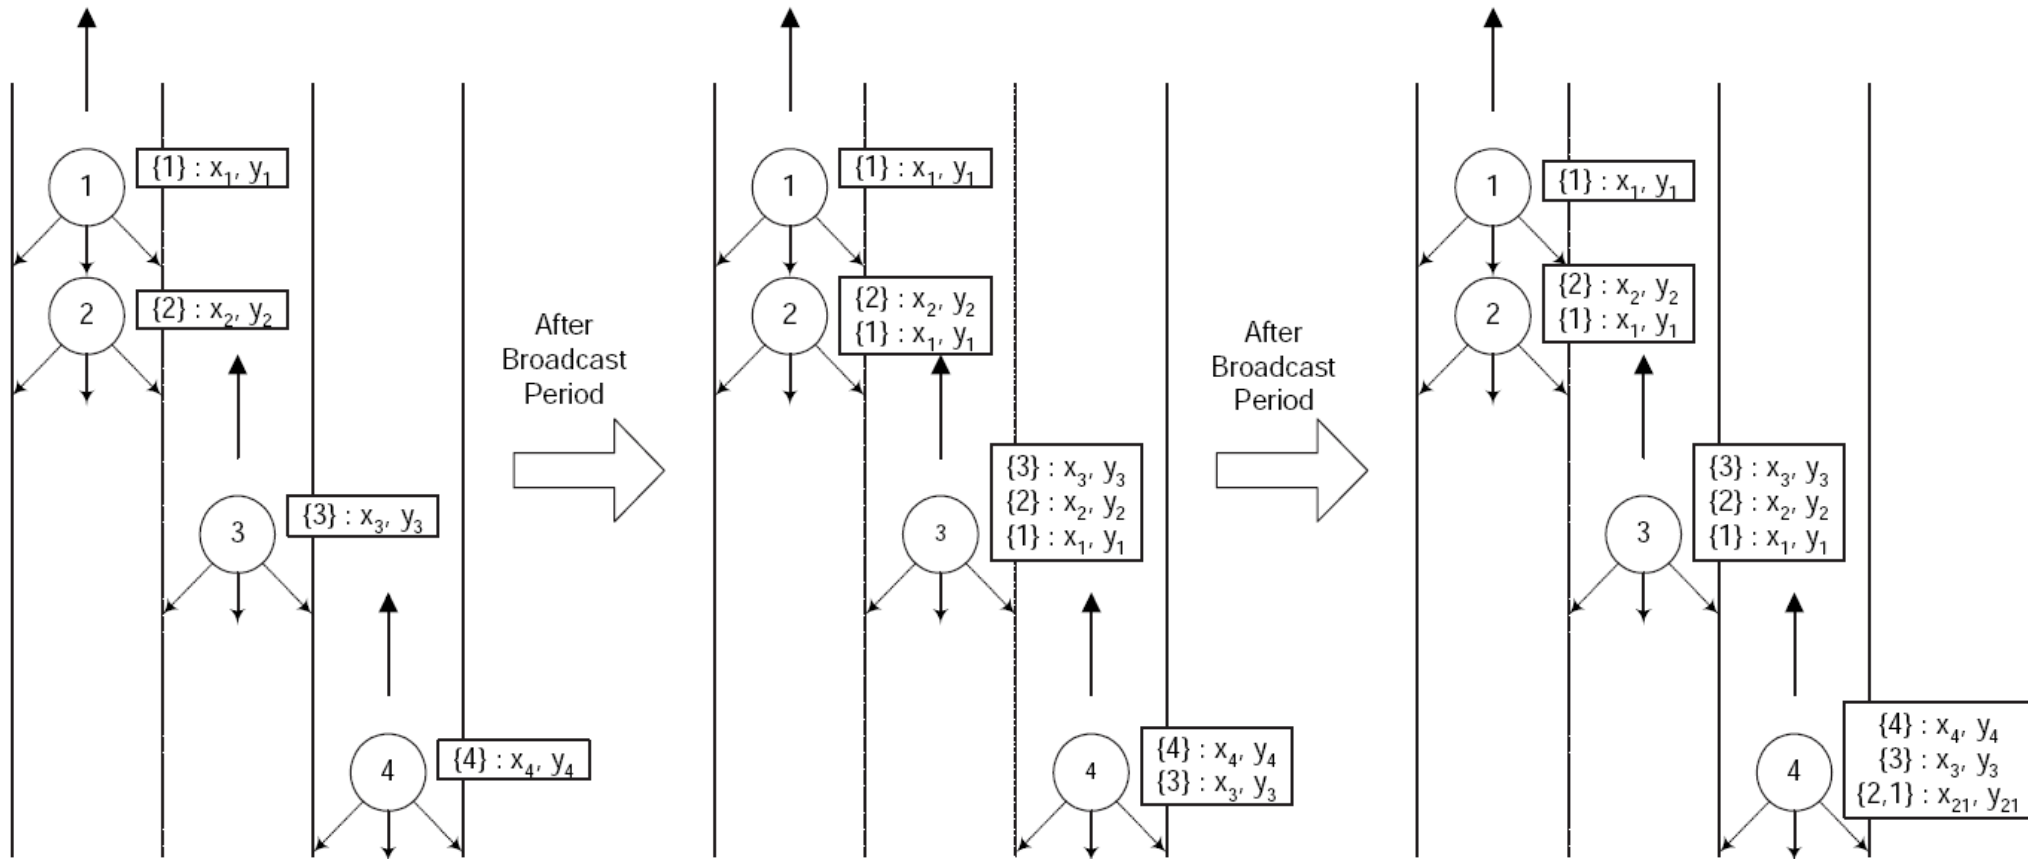 1
{1} : x₁, y₁
2
{2} : x₂, y₂
3
{3} : x₃, y₃
4
{4} : x₄, y₄
After
Broadcast
Period
1
{1} : x₁, y₁
2
{2} : x₂, y₂
{1} : x₁, y₁
3
{3} : x₃, y₃
{2} : x₂, y₂
{1} : x₁, y₁
4
{4} : x₄, y₄
{3} : x₃, y₃
After
Broadcast
Period
1
{1} : x₁, y₁
2
{2} : x₂, y₂
{1} : x₁, y₁
3
{3} : x₃, y₃
{2} : x₂, y₂
{1} : x₁, y₁
4
{4} : x₄, y₄
{3} : x₃, y₃
{2,1} : x₂₁, y₂₁